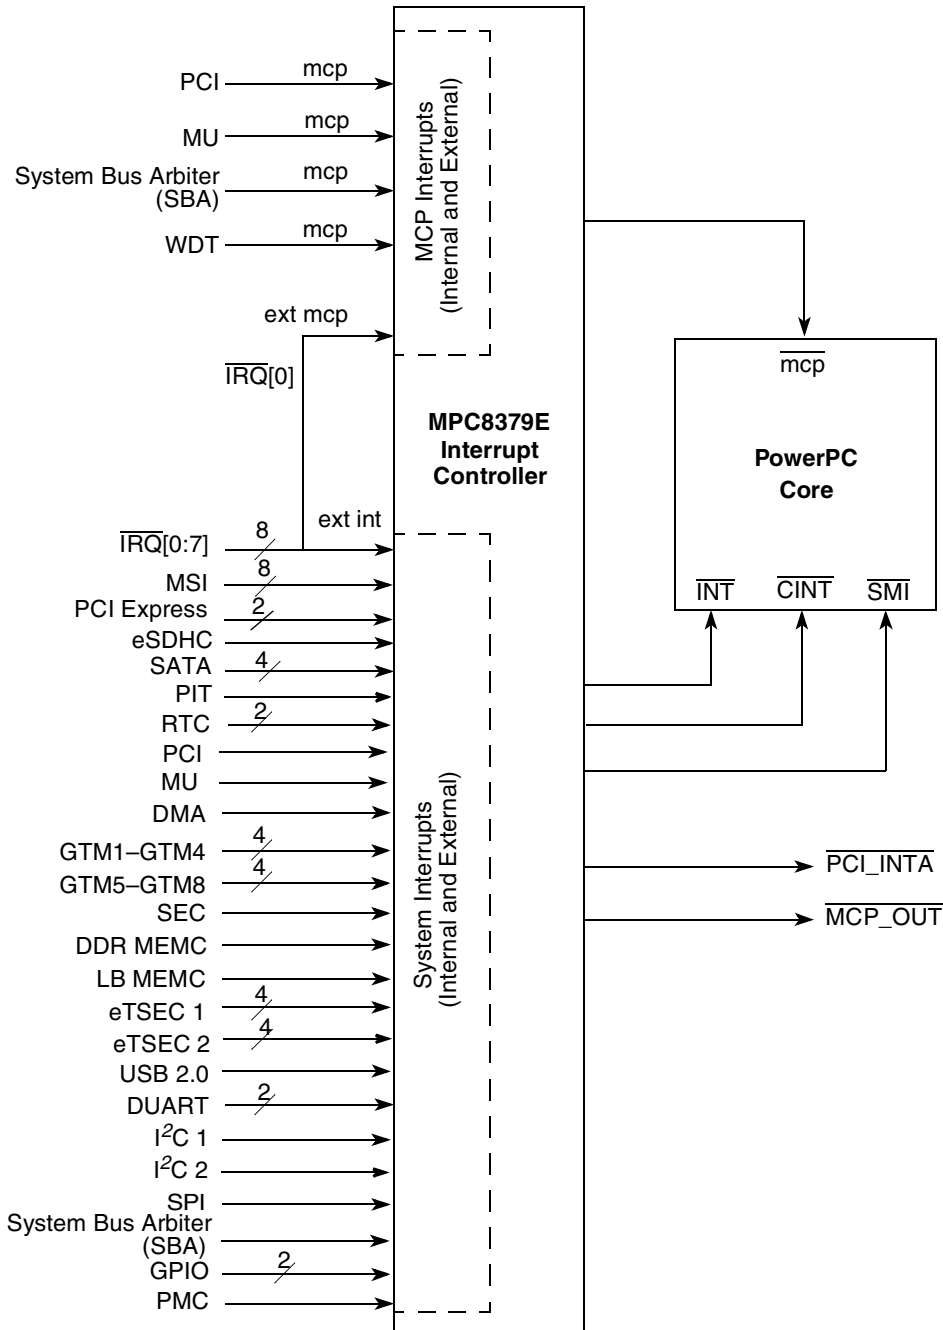 PCI
mcp
MU
mcp
System Bus Arbiter
(SBA)
mcp
WDT
mcp
ext mcp
IRQ[0]
MCP Interrupts
(Internal and External)
MPC8379E
Interrupt
Controller
mcp
PowerPC
Core
INT
CINT
SMI
PCI_INTA
MCP_OUT
ext int
IRQ[0:7]
8
MSI
8
PCI Express
2
eSDHC
SATA
4
PIT
RTC
2
PCI
MU
DMA
GTM1–GTM4
4
GTM5–GTM8
4
SEC
DDR MEMC
LB MEMC
eTSEC 1
4
eTSEC 2
4
USB 2.0
DUART
2
I²C 1
I²C 2
SPI
System Bus Arbiter
(SBA)
GPIO
2
PMC
System Interrupts
(Internal and External)